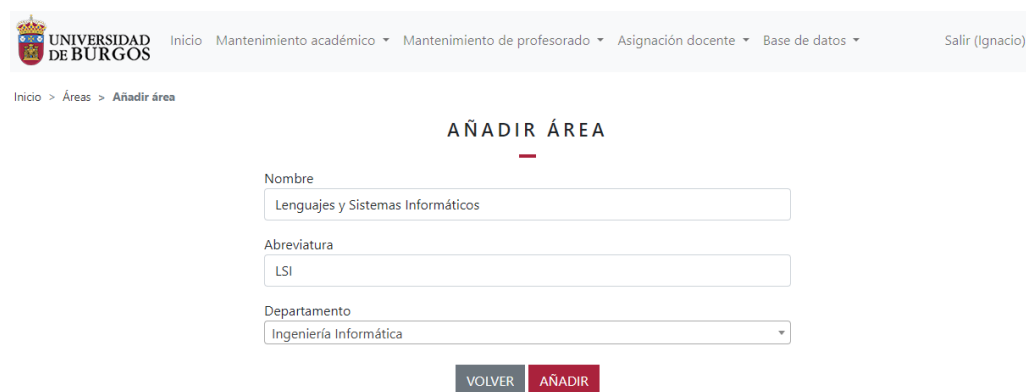 UNIVERSIDAD
DE BURGOS
Inicio Mantenimiento académico Mantenimiento de profesorado Asignación docente Base de datos Salir (Ignacio)
Inicio > Áreas > Añadir área
AÑADIR ÁREA
Nombre
Lenguajes y Sistemas Informáticos
Abreviatura
LSI
Departamento
Ingeniería Informática
VOLVER AÑADIR